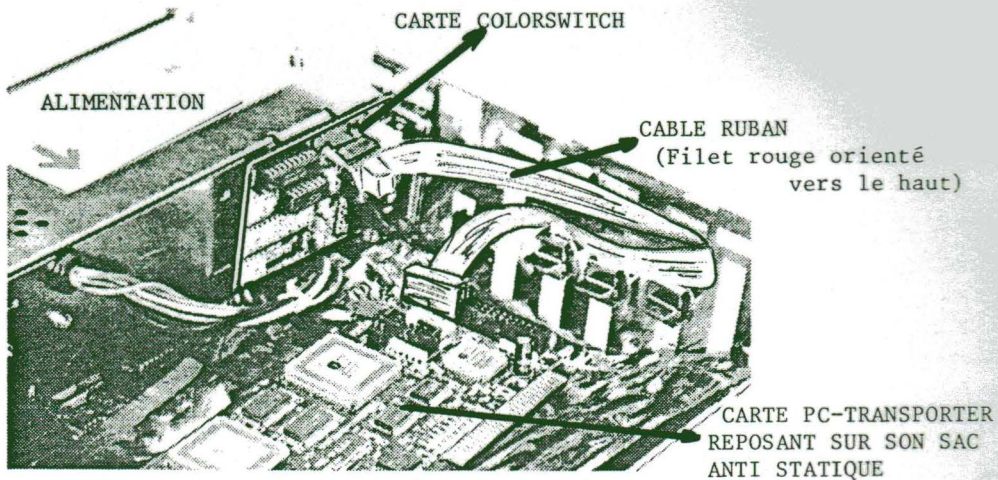 CARTE COLORSWITCH
ALIMENTATION
CABLE RUBAN
(Filet rouge orienté
vers le haut)
CARTE PC-TRANSPORTER
REPOSANT SUR SON SAC
ANTI STATIQUE